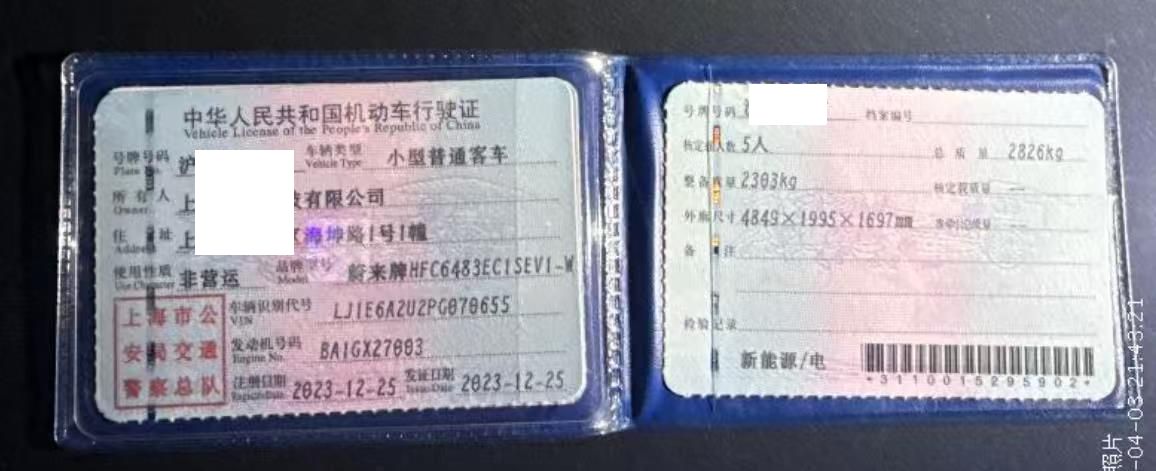 中华人民共和国机动车行驶证
Vehicle License of the People's Republic of China
号牌号码 沪 车辆类型 小型普通客车
Plate No. Vehicle Type
所有人 上 技有限公司
Owner
住址 上 区海坤路1号1幢
Address
使用性质 非营运 品牌型号 蔚来牌HFC6483EC1SEV1-W
Use Character Model
上海市公
安局交通
警察总队
车辆识别代号 LJ1E6A2U2PG070655
VIN
发动机号码 BA1GX27003
Engine No.
注册日期 2023-12-25 发证日期 2023-12-25
Register Date Issue Date
号牌号码 档案编号
核定载人数 5人 总质量 2826kg
整备质量 2303kg 核定载质量 --
外廓尺寸 4849×1995×1697mm 准牵引总质量 --
备注
检验记录
新能源/电
*3110015295902*
照片
-04-03 21:43:21